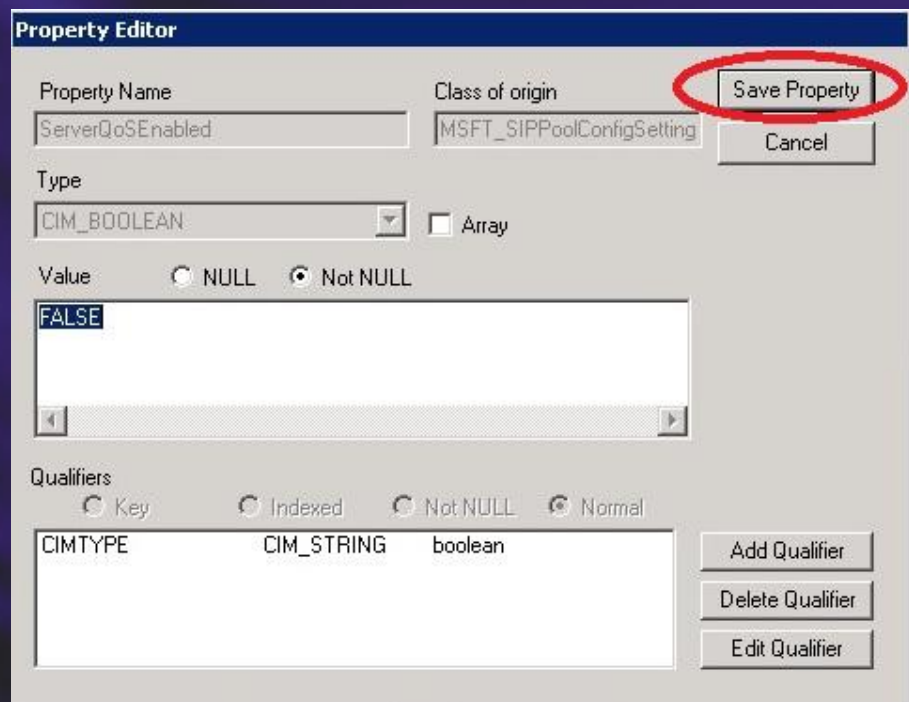 Property Editor
Property Name
Class of origin
Save Property
ServerQoSEnabled
MSFT_SIPPoolConfigSetting
Cancel
Type
CIM_BOOLEAN
Array
Value NULL Not NULL
FALSE
Qualifiers
Key Indexed Not NULL Normal
CIMTYPE CIM_STRING boolean
Add Qualifier
Delete Qualifier
Edit Qualifier